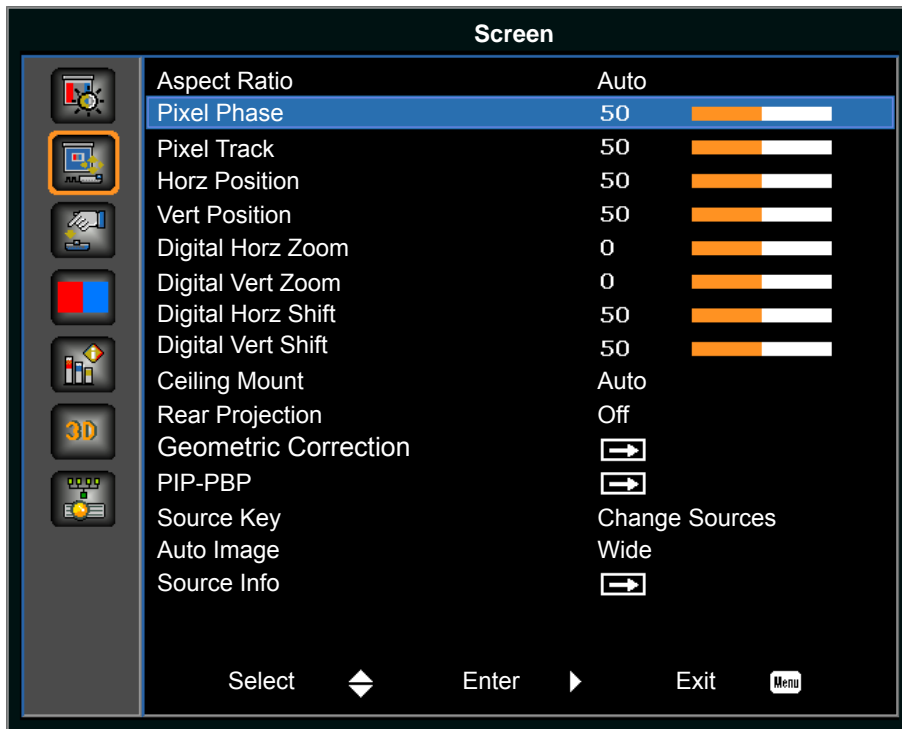 Screen
Aspect Ratio Auto
Pixel Phase 50
Pixel Track 50
Horz Position 50
Vert Position 50
Digital Horz Zoom 0
Digital Vert Zoom 0
Digital Horz Shift 50
Digital Vert Shift 50
Ceiling Mount Auto
Rear Projection Off
3D
Geometric Correction
PIP-PBP
Source Key Change Sources
Auto Image Wide
Source Info
Select Enter Exit Menu